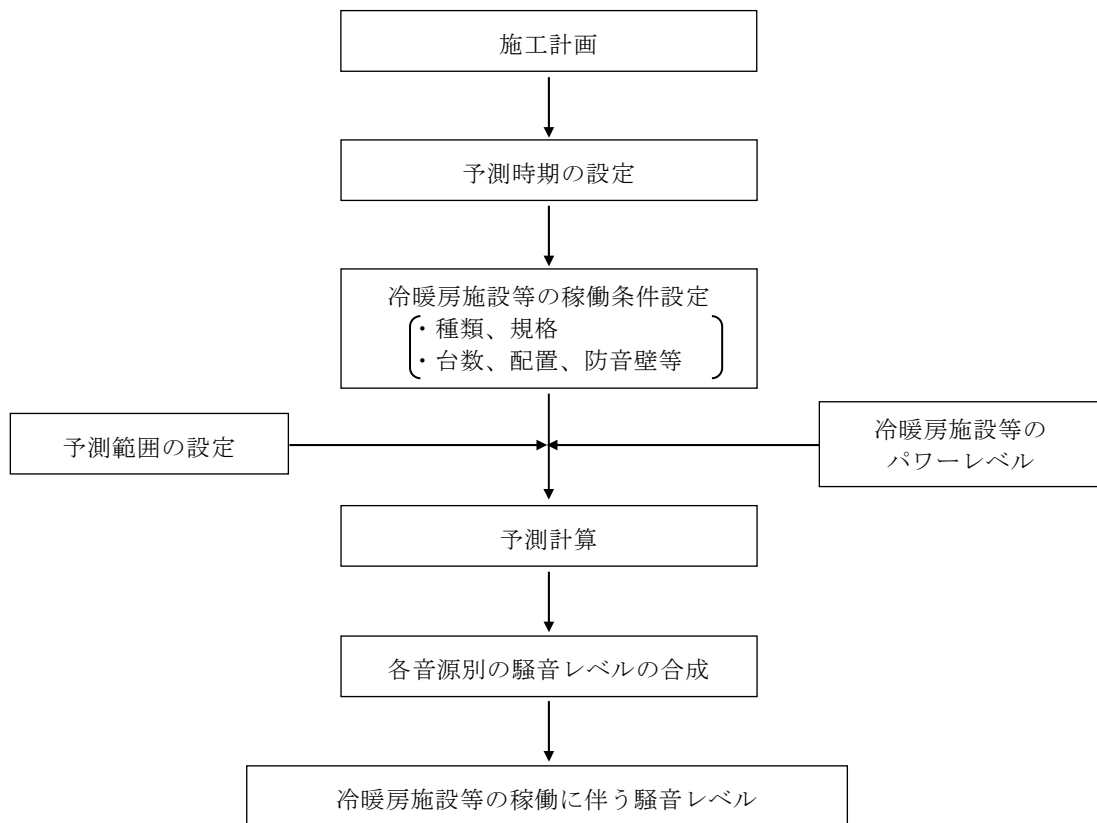 施工計画
予測時期の設定
冷暖房施設等の稼働条件設定
・種類、規格
・台数、配置、防音壁等
予測範囲の設定
冷暖房施設等の
パワーレベル
予測計算
各音源別の騒音レベルの合成
冷暖房施設等の稼働に伴う騒音レベル